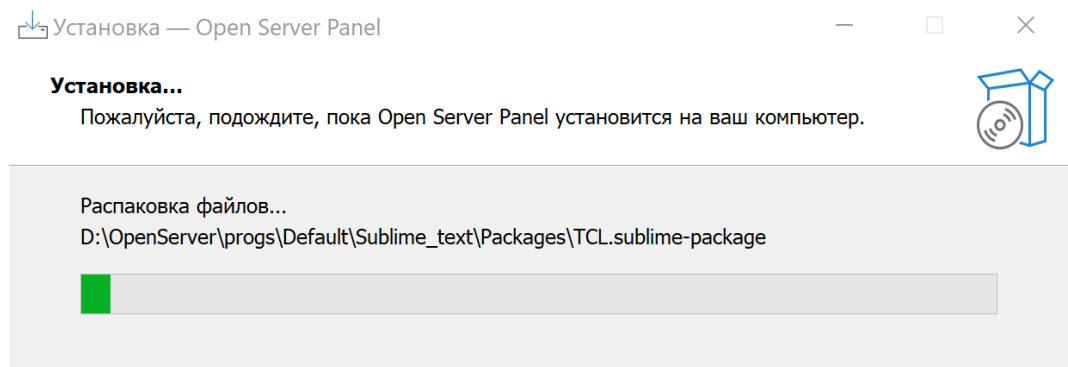 Установка — Open Server Panel
Установка...
Пожалуйста, подождите, пока Open Server Panel установится на ваш компьютер.
Распаковка файлов...
D:\OpenServer\progs\Default\Sublime_text\Packages\TCL.sublime-package